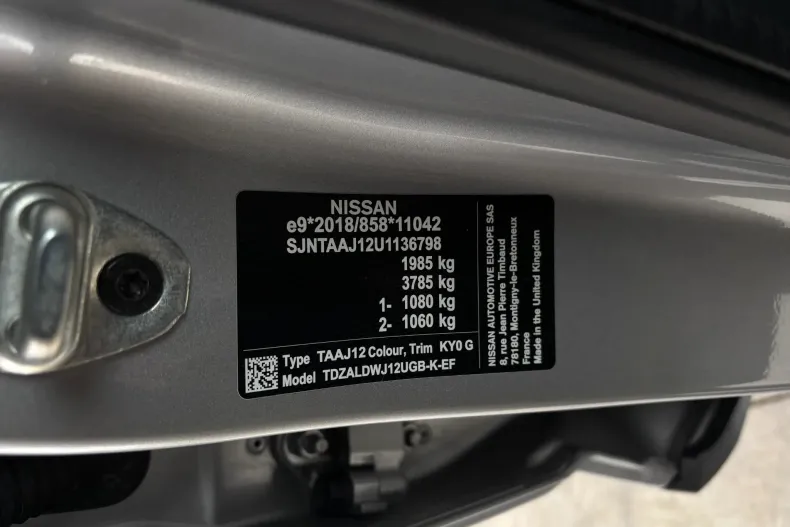 NISSAN
e9*2018/858*11042
SJNTAAJ12U1136798
1985 kg
3785 kg
1- 1080 kg
2- 1060 kg
Type TAAJ12 Colour, Trim KY0 G
Model TDZALDWJ12UGB-K-EF
NISSAN AUTOMOTIVE EUROPE SAS
8, rue Jean Pierre Timbaud
78180, Montigny-le-Bretonneux
France
Made in the United Kingdom